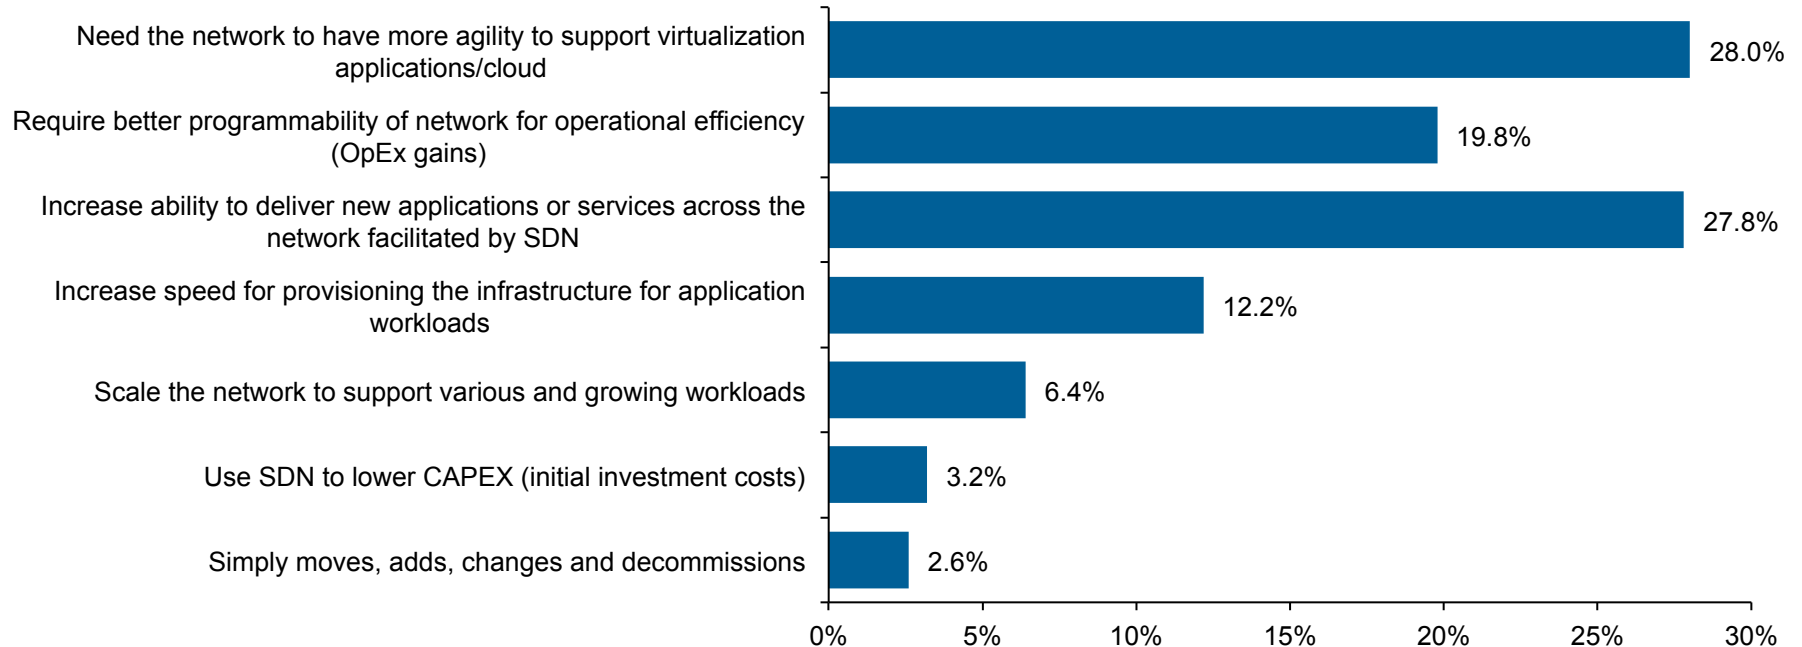 Need the network to have more agility to support virtualization
applications/cloud
28.0%
Require better programmability of network for operational efficiency
(OpEx gains)
19.8%
Increase ability to deliver new applications or services across the
network facilitated by SDN
27.8%
Increase speed for provisioning the infrastructure for application
workloads
12.2%
Scale the network to support various and growing workloads
6.4%
Use SDN to lower CAPEX (initial investment costs)
3.2%
Simply moves, adds, changes and decommissions
2.6%
0% 5% 10% 15% 20% 25% 30%